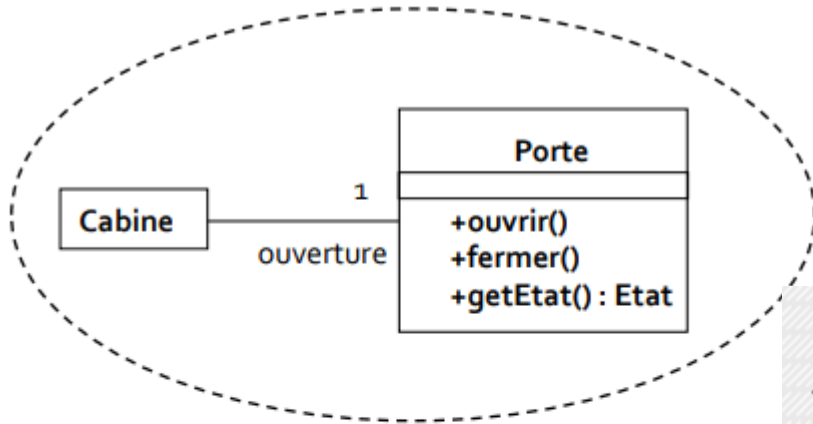 Porte
1
Cabine
ouverture
+ouvrir()
+fermer()
+getEtat() : Etat